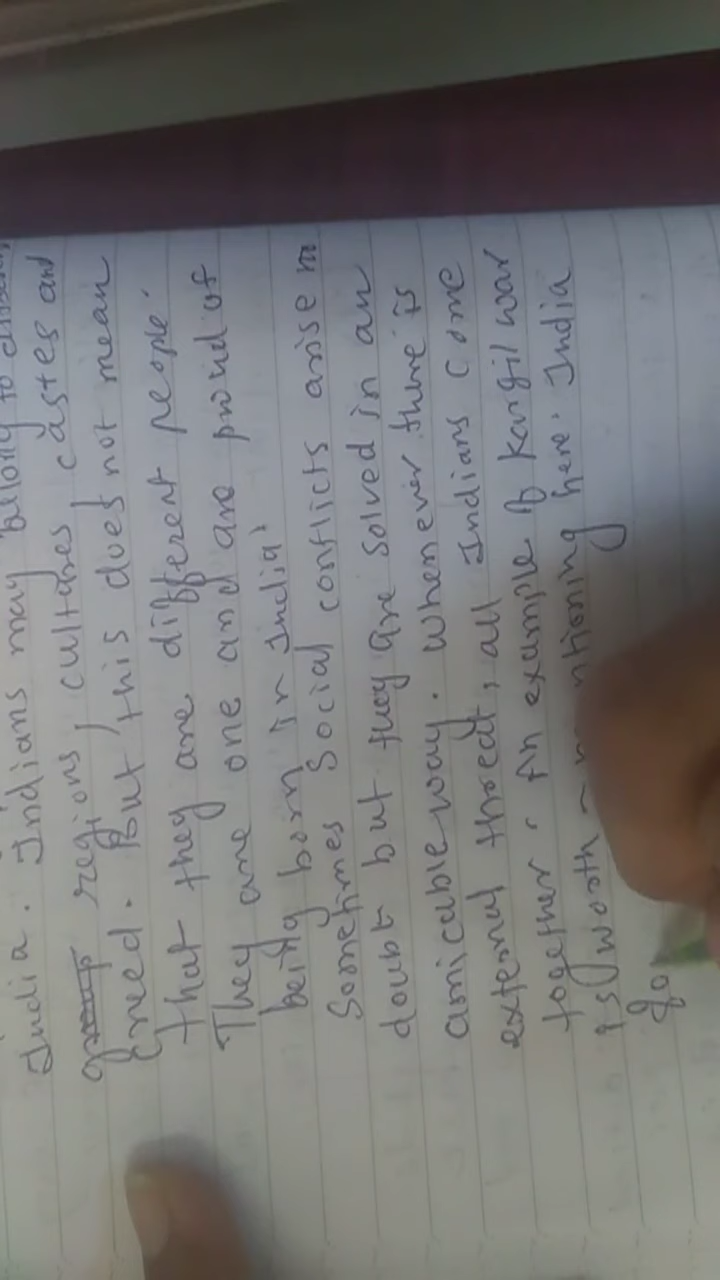 India. Indians may belong to
regions, cultures castes and
creed. But, this does not mean
that they are different people.
They are one and are proud of
being born in India.
Sometimes Social conflicts arise no
doubt but they are solved in an
amicable way. Whenever there is
external threat, all Indians come
together. An example of Kargil war
is worth here. India
go